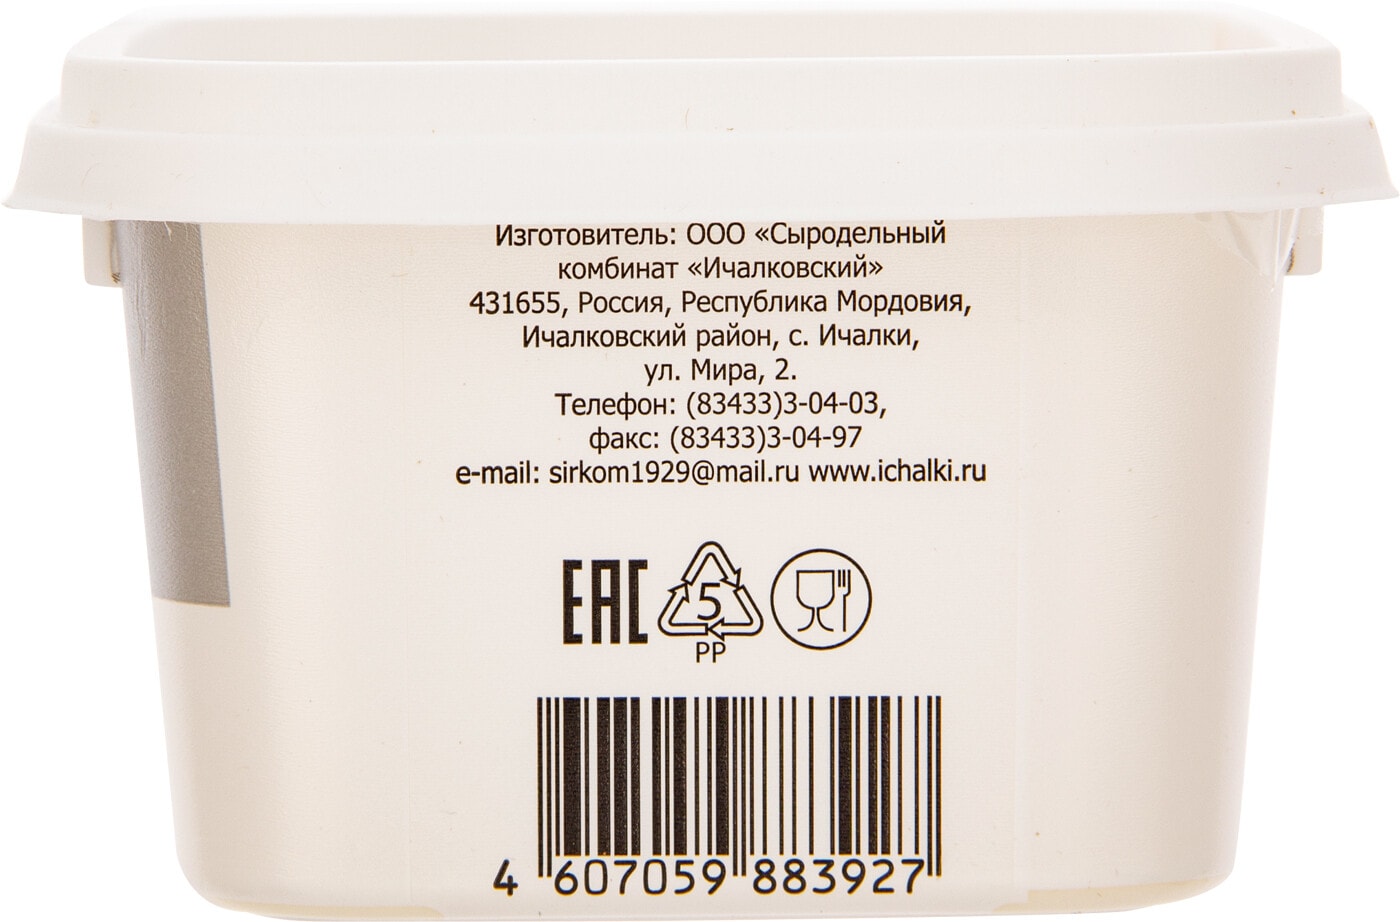 Изготовитель: ООО «Сыродельный
комбинат «Ичалковский»
431655, Россия, Республика Мордовия,
Ичалковский район, с. Ичалки,
ул. Мира, 2.
Телефон: (83433)3-04-03,
факс: (83433)3-04-97
e-mail: sirkom1929@mail.ru www.ichalki.ru
EAC 5
PP
4 607059 883927